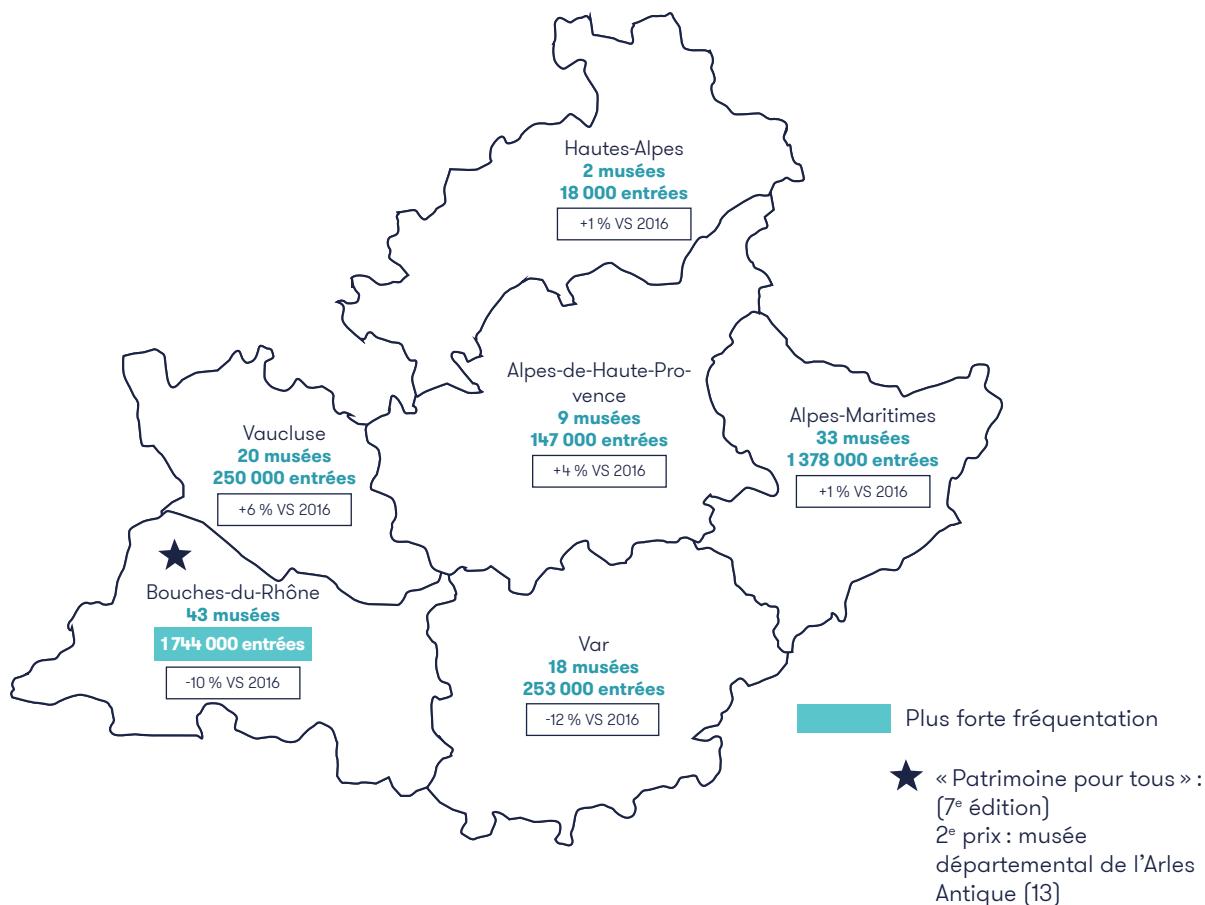 Hautes-Alpes
2 musées
18 000 entrées
+1 % VS 2016
Alpes-de-Haute-Pro-
vence
9 musées
147 000 entrées
+4 % VS 2016
Alpes-Maritimes
33 musées
1 378 000 entrées
+1 % VS 2016
Vaucluse
20 musées
250 000 entrées
+6 % VS 2016
Bouches-du-Rhône
43 musées
1 744 000 entrées
-10 % VS 2016
Var
18 musées
253 000 entrées
-12 % VS 2016
Plus forte fréquentation
« Patrimoine pour tous » :
(7e édition)
2e prix : musée
départemental de l'Arles
Antique (13)